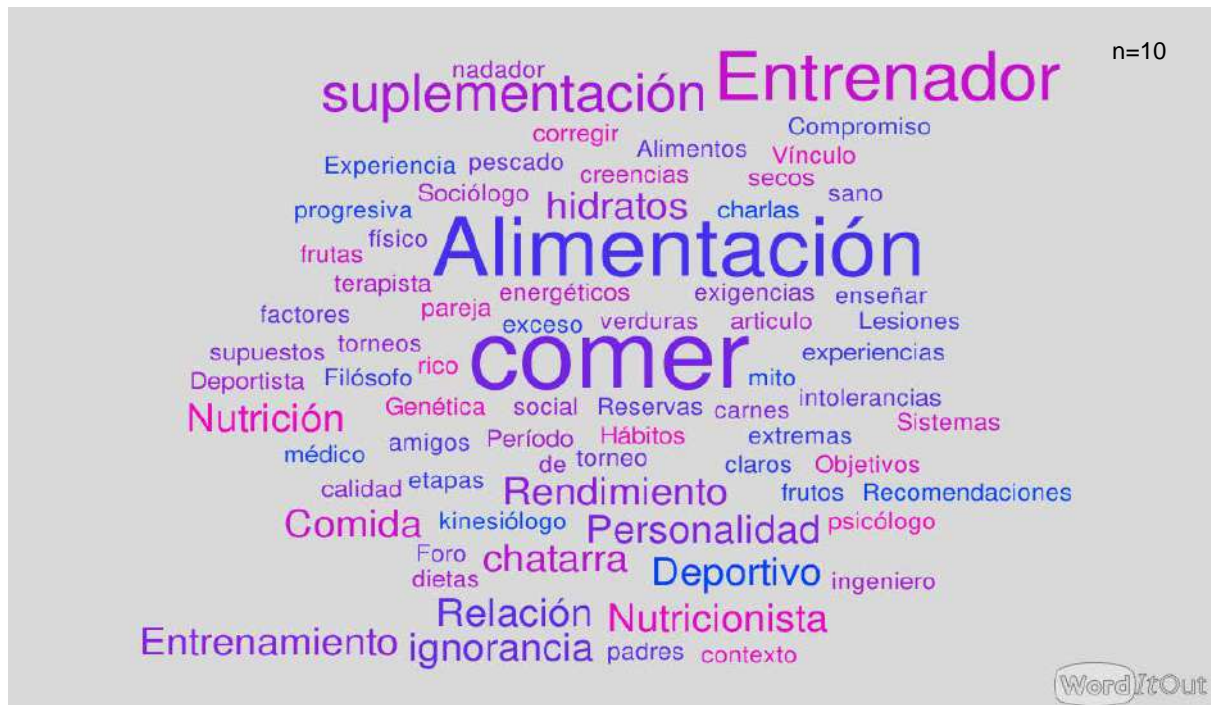 n=10
nadador
suplementación Entrenador
corregir Compromiso
Alimentos Vínculo
Experiencia pescado creencias secos
Sociólogo hidratos charlas sano
progresiva
físico Alimentación
frutas
terapista energéticos exigencias enseñar
factores pareja exceso verduras articulo Lesiones
supuestos torneos rico comer experiencias
Deportista Filósofo mito
intolerancias
Nutrición Genética social Reservas carnes Sistemas
médico amigos Período Hábitos extremas
de torneo claros Objetivos
calidad etapas Rendimiento frutos Recomendaciones
Comida kinesiólogo Personalidad psicólogo
Foro chatarra Deportivo ingeniero
dietas
Relación Nutricionista
Entrenamiento ignorancia padres contexto
WordItOut